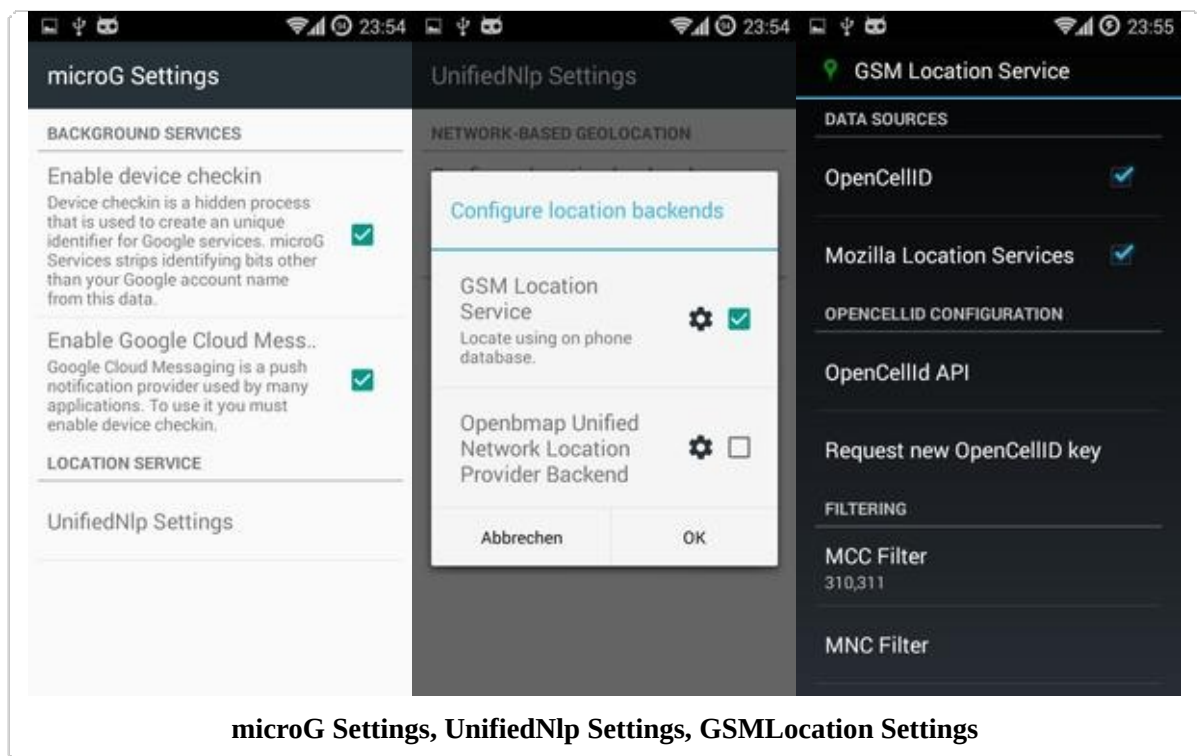 23:54
microG Settings
BACKGROUND SERVICES
Enable device checkin
Device checkin is a hidden process
that is used to create an unique
identifier for Google services. microG
Services strips identifying bits other
than your Google account name
from this data.
Enable Google Cloud Mess..
Google Cloud Messaging is a push
notification provider used by many
applications. To use it you must
enable device checkin.
LOCATION SERVICE
UnifiedNlp Settings
23:54
UnifiedNlp Settings
NETWORK-BASED GEOLOCATION
Configure location backends
GSM Location
Service
Locate using on phone
database.
Openbmap Unified
Network Location
Provider Backend
Abbrechen
OK
23:55
GSM Location Service
DATA SOURCES
OpenCellID
Mozilla Location Services
OPENCELLID CONFIGURATION
OpenCellId API
Request new OpenCellID key
FILTERING
MCC Filter
310,311
MNC Filter
microG Settings, UnifiedNlp Settings, GSMLocation Settings